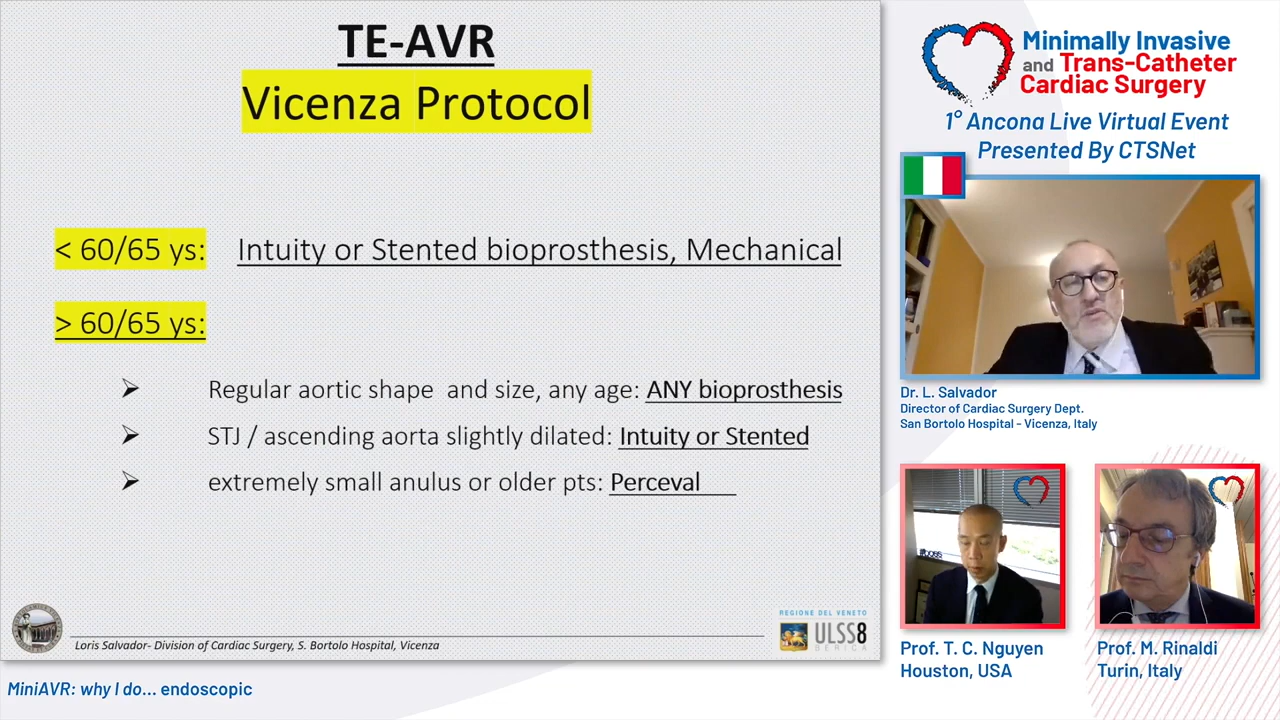 TE-AVR
Vicenza Protocol
< 60/65 ys: Intuity or Stented bioprosthesis, Mechanical
> 60/65 ys:
Regular aortic shape and size, any age: ANY bioprosthesis
STJ / ascending aorta slightly dilated: Intuity or Stented
extremely small anulus or older pts: Perceval
Loris Salvador- Division of Cardiac Surgery, S. Bortolo Hospital, Vicenza
REGIONE DEL VENETO
ULSS8
BERICA
MiniAVR: why I do... endoscopic
Minimally Invasive
and Trans-Catheter
Cardiac Surgery
1° Ancona Live Virtual Event
Presented By CTSNet
Dr. L. Salvador
Director of Cardiac Surgery Dept.
San Bortolo Hospital - Vicenza, Italy
Prof. T. C. Nguyen
Houston, USA
Prof. M. Rinaldi
Turin, Italy